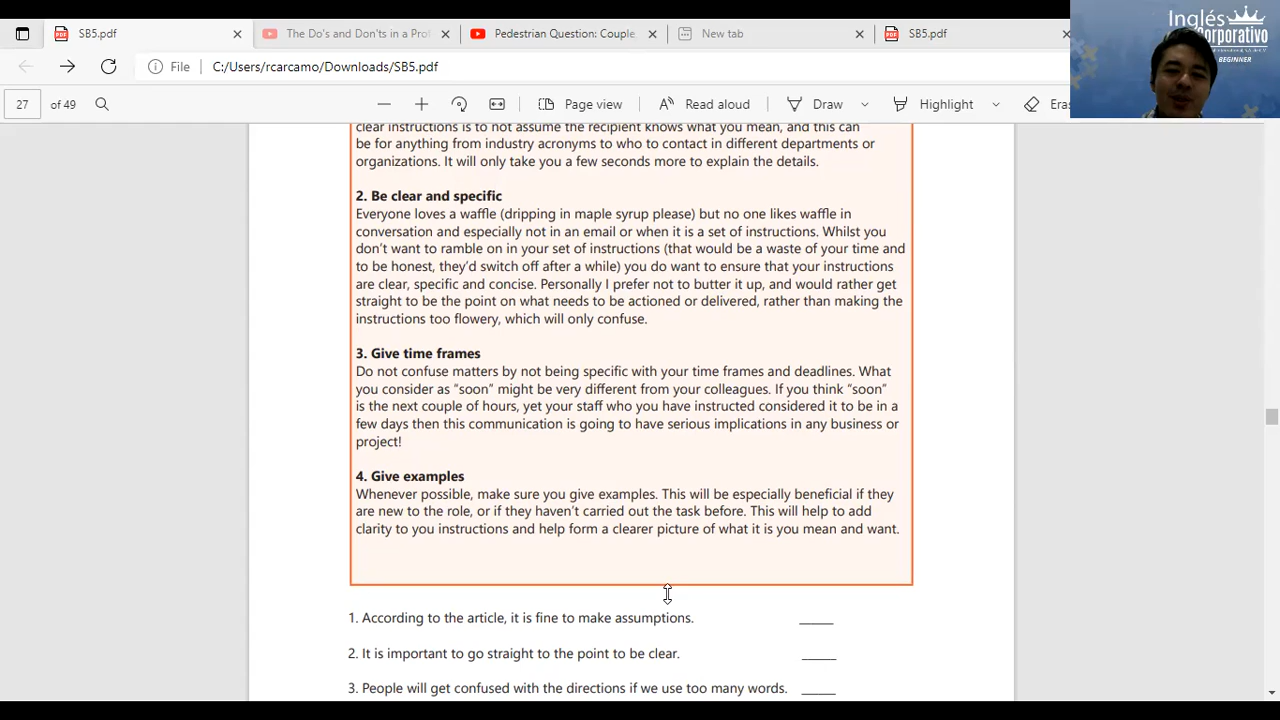 SB5.pdf
The Do's and Don'ts in a Prof
Pedestrian Question: Couple
New tab
SB5.pdf
File C:/Users/rcarcamo/Downloads/SB5.pdf
27 of 49
Page view
Read aloud
Draw
Highlight
Eras
Inglés
Corporativo
BEGINNER
clear instructions is to not assume the recipient knows what you mean, and this can
be for anything from industry acronyms to who to contact in different departments or
organizations. It will only take you a few seconds more to explain the details.
2. Be clear and specific
Everyone loves a waffle (dripping in maple syrup please) but no one likes waffle in
conversation and especially not in an email or when it is a set of instructions. Whilst you
don't want to ramble on in your set of instructions (that would be a waste of your time and
to be honest, they'd switch off after a while) you do want to ensure that your instructions
are clear, specific and concise. Personally I prefer not to butter it up, and would rather get
straight to be the point on what needs to be actioned or delivered, rather than making the
instructions too flowery, which will only confuse.
3. Give time frames
Do not confuse matters by not being specific with your time frames and deadlines. What
you consider as “soon” might be very different from your colleagues. If you think “soon”
is the next couple of hours, yet your staff who you have instructed considered it to be in a
few days then this communication is going to have serious implications in any business or
project!
4. Give examples
Whenever possible, make sure you give examples. This will be especially beneficial if they
are new to the role, or if they haven't carried out the task before. This will help to add
clarity to you instructions and help form a clearer picture of what it is you mean and want.
1. According to the article, it is fine to make assumptions. _____
2. It is important to go straight to the point to be clear. _____
3. People will get confused with the directions if we use too many words. _____